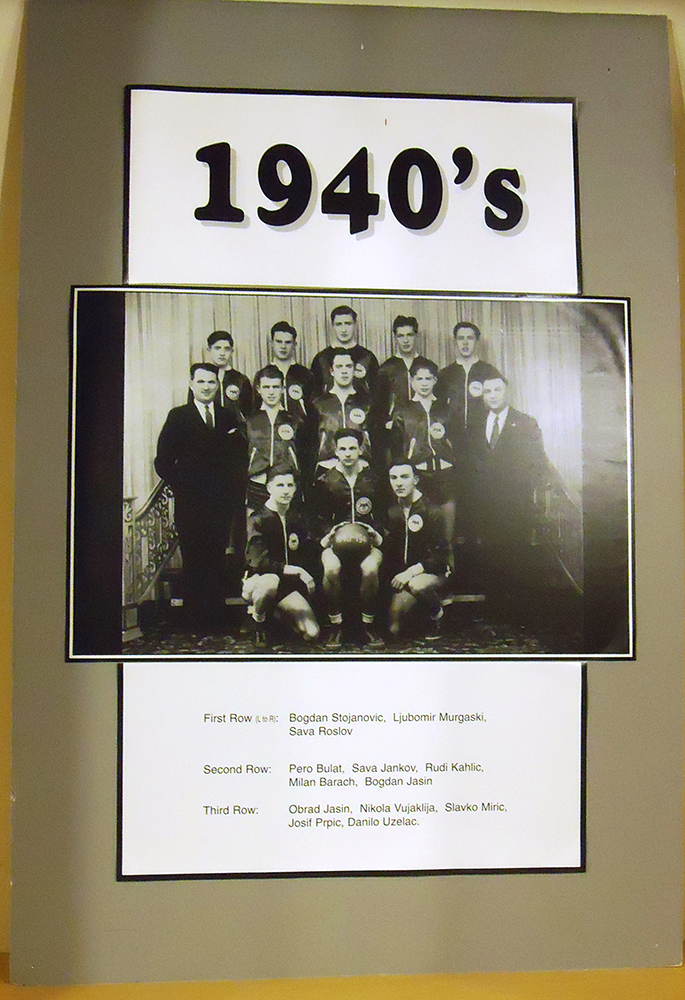 1940's
First Row (L to R): Bogdan Stojanovic, Ljubomir Murgaski,
Sava Roslov
Second Row: Pero Bulat, Sava Jankov, Rudi Kahlic,
Milan Barach, Bogdan Jasin
Third Row: Obrad Jasin, Nikola Vujaklija, Slavko Miric,
Josif Prpic, Danilo Uzelac.